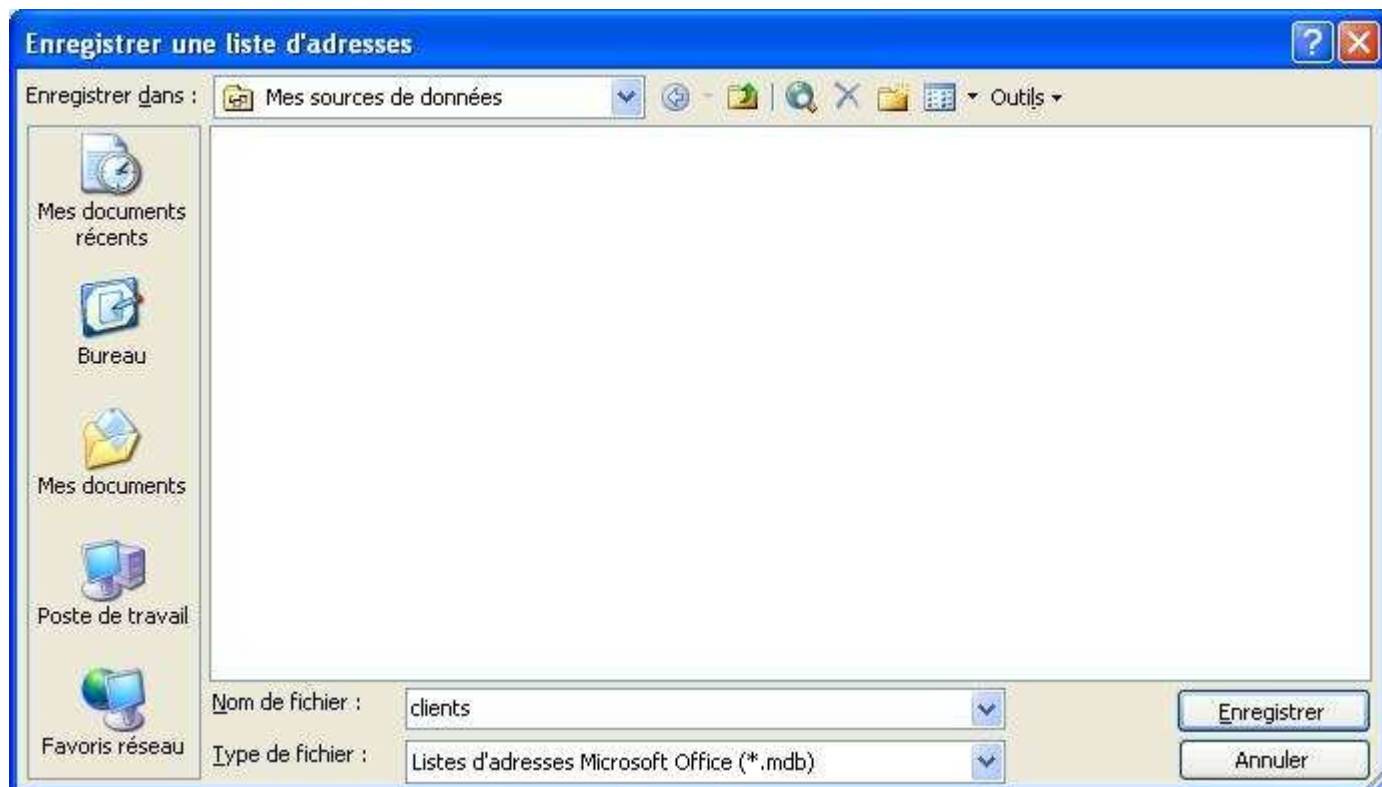 Enregistrer une liste d'adresses
Enregistrer dans :
Mes sources de données
Outils
Mes documents
récents
Bureau
Mes documents
Poste de travail
Favoris réseau
Nom de fichier :
clients
Enregistrer
Type de fichier :
Listes d'adresses Microsoft Office (*.mdb)
Annuler